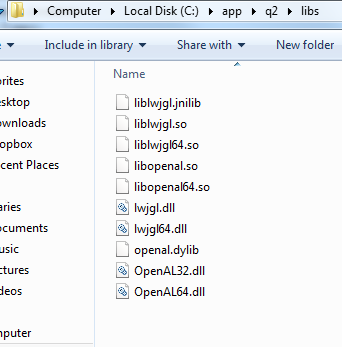 Computer Local Disk (C:) app q2 libs
Include in library Share with New folder
Name
liblwjgl.jnilib
liblwjgl.so
liblwjgl64.so
libopenal.so
libopenal64.so
lwjgl.dll
lwjgl64.dll
openal.dylib
OpenAL32.dll
OpenAL64.dll
orites
sktop
wnloads
opbox
cent Places
aries
cuments
usic
ctures
deos
mputer